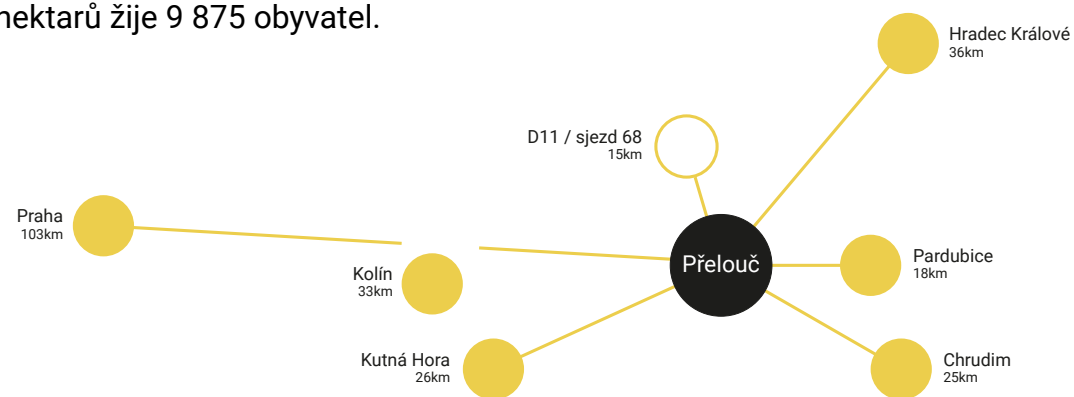 žije 9 875 obyvatel.
Hradec Králové
36km
D11 / sjezd 68
15km
Praha
103km
Přelouč
Pardubice
18km
Kolín
33km
Kutná Hora
26km
Chrudim
25km